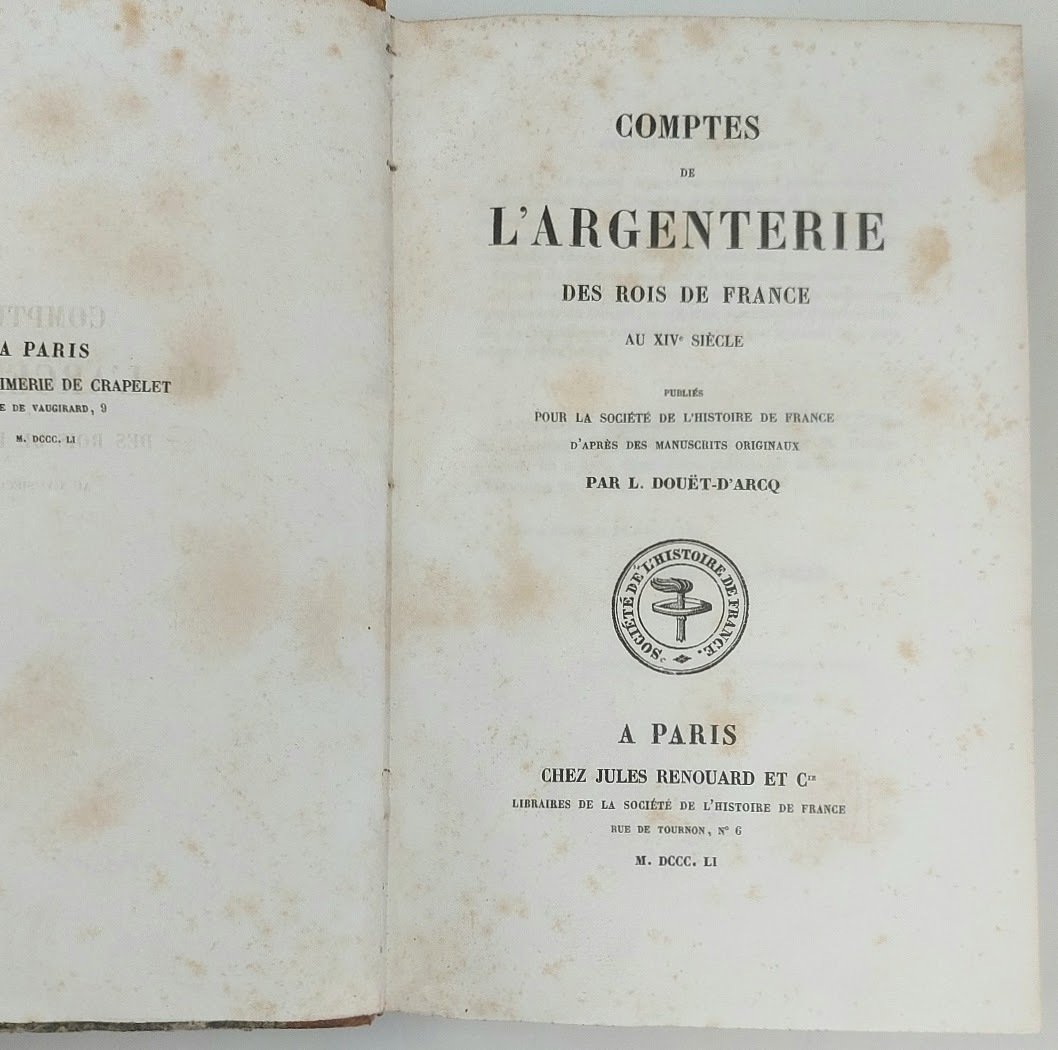 A PARIS
IMERIE DE CRAPELET
E DE VAUGIRARD, 9
M. DCCC. LI
COMPTES
DE
L'ARGENTERIE
DES ROIS DE FRANCE
AU XIVe SIÈCLE
PUBLIÉS
POUR LA SOCIÉTÉ DE L'HISTOIRE DE FRANCE
D'APRÈS DES MANUSCRITS ORIGINAUX
PAR L. DOUËT-D'ARCQ
SOCIÉTÉ DE L'HISTOIRE DE FRANCE.
A PARIS
CHEZ JULES RENOUARD ET Cie
LIBRAIRES DE LA SOCIÉTÉ DE L'HISTOIRE DE FRANCE
RUE DE TOURNON, N° 6
M. DCCC. LI